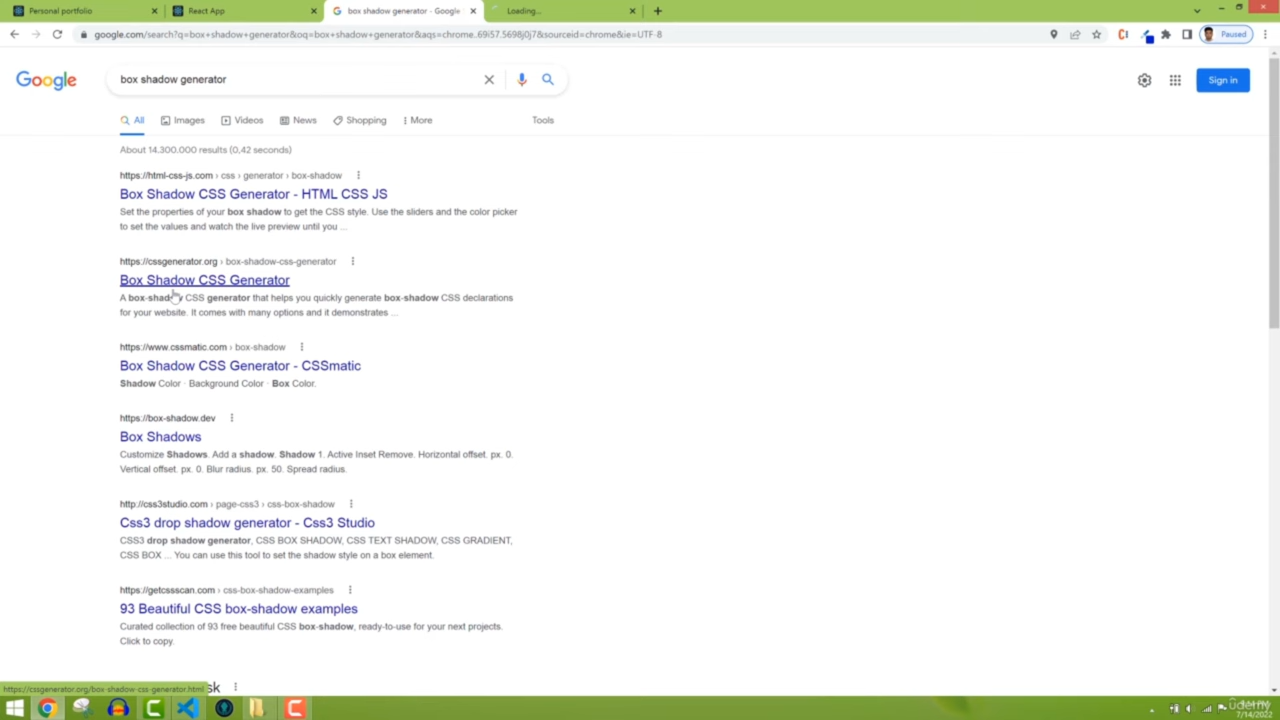 Personal portfolio
React App
box shadow generator - Google
Loading...
google.com/search?q=box+shadow+generator&oq=box+shadow+generator&aqs=chrome..69i57.5698j0j7&sourceid=chrome&ie=UTF-8
Paused
Google
box shadow generator
Sign in
All
Images
Videos
News
Shopping
More
Tools
About 14.300.000 results (0,42 seconds)
https://html-css-js.com › css › generator › box-shadow
Box Shadow CSS Generator - HTML CSS JS
Set the properties of your box shadow to get the CSS style. Use the sliders and the color picker
to set the values and watch the live preview until you ...
https://cssgenerator.org › box-shadow-css-generator
Box Shadow CSS Generator
A box-shadow CSS generator that helps you quickly generate box-shadow CSS declarations
for your website. It comes with many options and it demonstrates ...
https://www.cssmatic.com › box-shadow
Box Shadow CSS Generator - CSSmatic
Shadow Color · Background Color · Box Color.
https://box-shadow.dev
Box Shadows
Customize Shadows. Add a shadow. Shadow 1. Active Inset Remove. Horizontal offset. px. 0.
Vertical offset. px. 0. Blur radius. px. 50. Spread radius.
http://css3studio.com › page-css3 › css-box-shadow
Css3 drop shadow generator - Css3 Studio
CSS3 drop shadow generator, CSS BOX SHADOW, CSS TEXT SHADOW, CSS GRADIENT,
CSS BOX ... You can use this tool to set the shadow style on a box element.
https://getcssscan.com › css-box-shadow-examples
93 Beautiful CSS box-shadow examples
Curated collection of 93 free beautiful CSS box-shadow, ready-to-use for your next projects.
Click to copy.
https://cssgenerator.org/box-shadow-css-generator.html
sk
udemy
7/14/2022